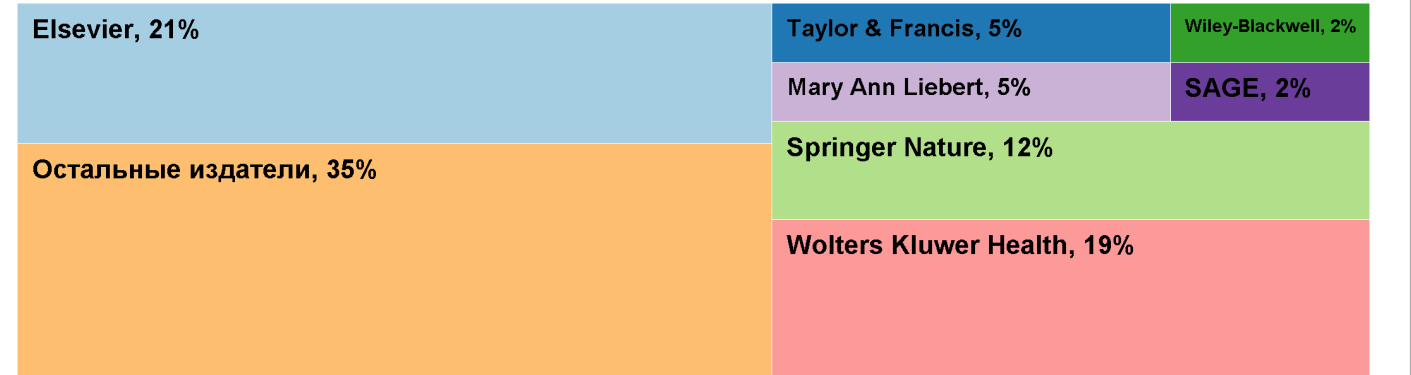 Elsevier, 21%
Остальные издатели, 35%
Taylor & Francis, 5%
Wiley-Blackwell, 2%
Mary Ann Liebert, 5%
SAGE, 2%
Springer Nature, 12%
Wolters Kluwer Health, 19%